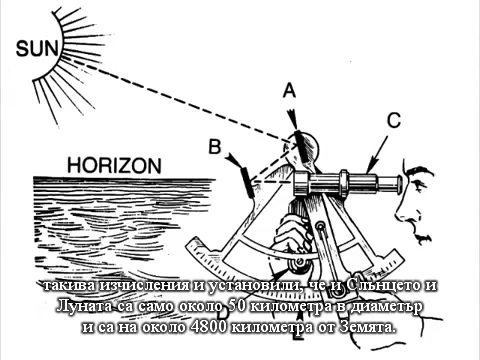 SUN
A
C
B
HORIZON
такива изчисления и установили, че и Слънцето и
Луната са само около 50 километра в диаметър
и са на около 4800 километра от Земята.